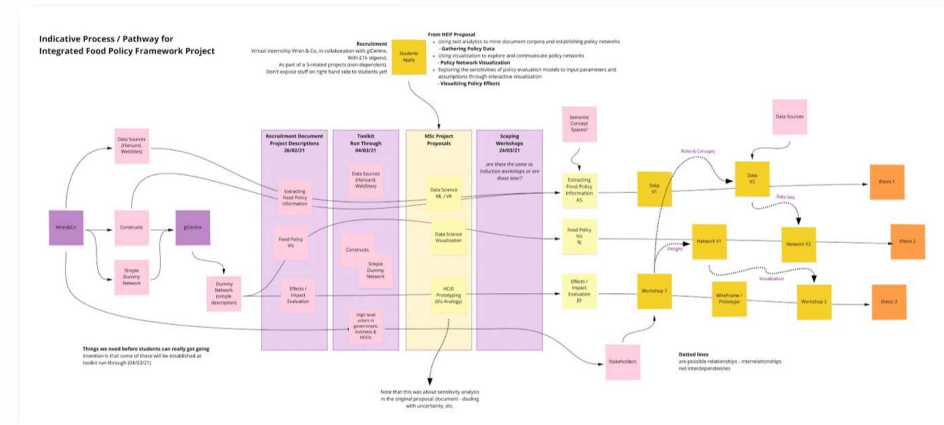 Indicative Process / Pathway for
Integrated Food Policy Framework Project
Recruitment
Virtual internship Wren & Co, in collaboration with giCentre.
With £1k stipend.
As part of a 3-related projects (non-dependent).
Don't expose stuff on right hand side to students yet!
Students
Apply
From HEIF Proposal
Using text analytics to mine document corpora and establishing policy networks
- Gathering Policy Data
Using visualization to explore and communicate policy networks
- Policy Network Visualization
Exploring the sensitivities of policy evaluation models to input parameters and
assumptions through interactive visualization
- Visualizing Policy Effects
Data Sources
(Hansard,
WebSites)
Wren&Co
Constructs
giCentre
Simple
Dummy
Network
Dummy
Network
(simple
description)
Recruitment Document
Project Descriptions
26/02/21
Extracting
Food Policy
Information
Food Policy
Vis
Effects /
Impact
Evaluation
Toolkit
Run Through
04/03/21
Data Sources
(Hansard,
WebSites)
Constructs
Simple
Dummy
Network
High level
actors in
government,
business &
NGOs
MSc Project
Proposals
Data Science
ML / VA
Data Science
Visualization
HCID
Prototyping
(Vis Analogy)
Scoping
Workshops
24/03/21
are these the same as
induction workshops or are
these later?
Semantic
Concept
Spaces?
Extracting
Food Policy
Information
AS
Food Policy
Vis
RJ
Effects /
Impact
Evaluation
JS
Data
V1
Rules & Concepts
Data Sources
Data
V2
Data Sets
thesis 1
Designs
Network V1
Network V2
thesis 2
Visualization
Workshop 1
WireFrame /
Prototype
Workshop 2
thesis 3
Stakeholders
Things we need before students can really get going
Intention is that some of these will be established at
toolkit run-through (04/03/21)
Note that this was about sensitivity analysis
in the original proposal document - dealing
with uncertainty, etc.
Dotted lines
are possible relationships - interrelationships
not interdependencies